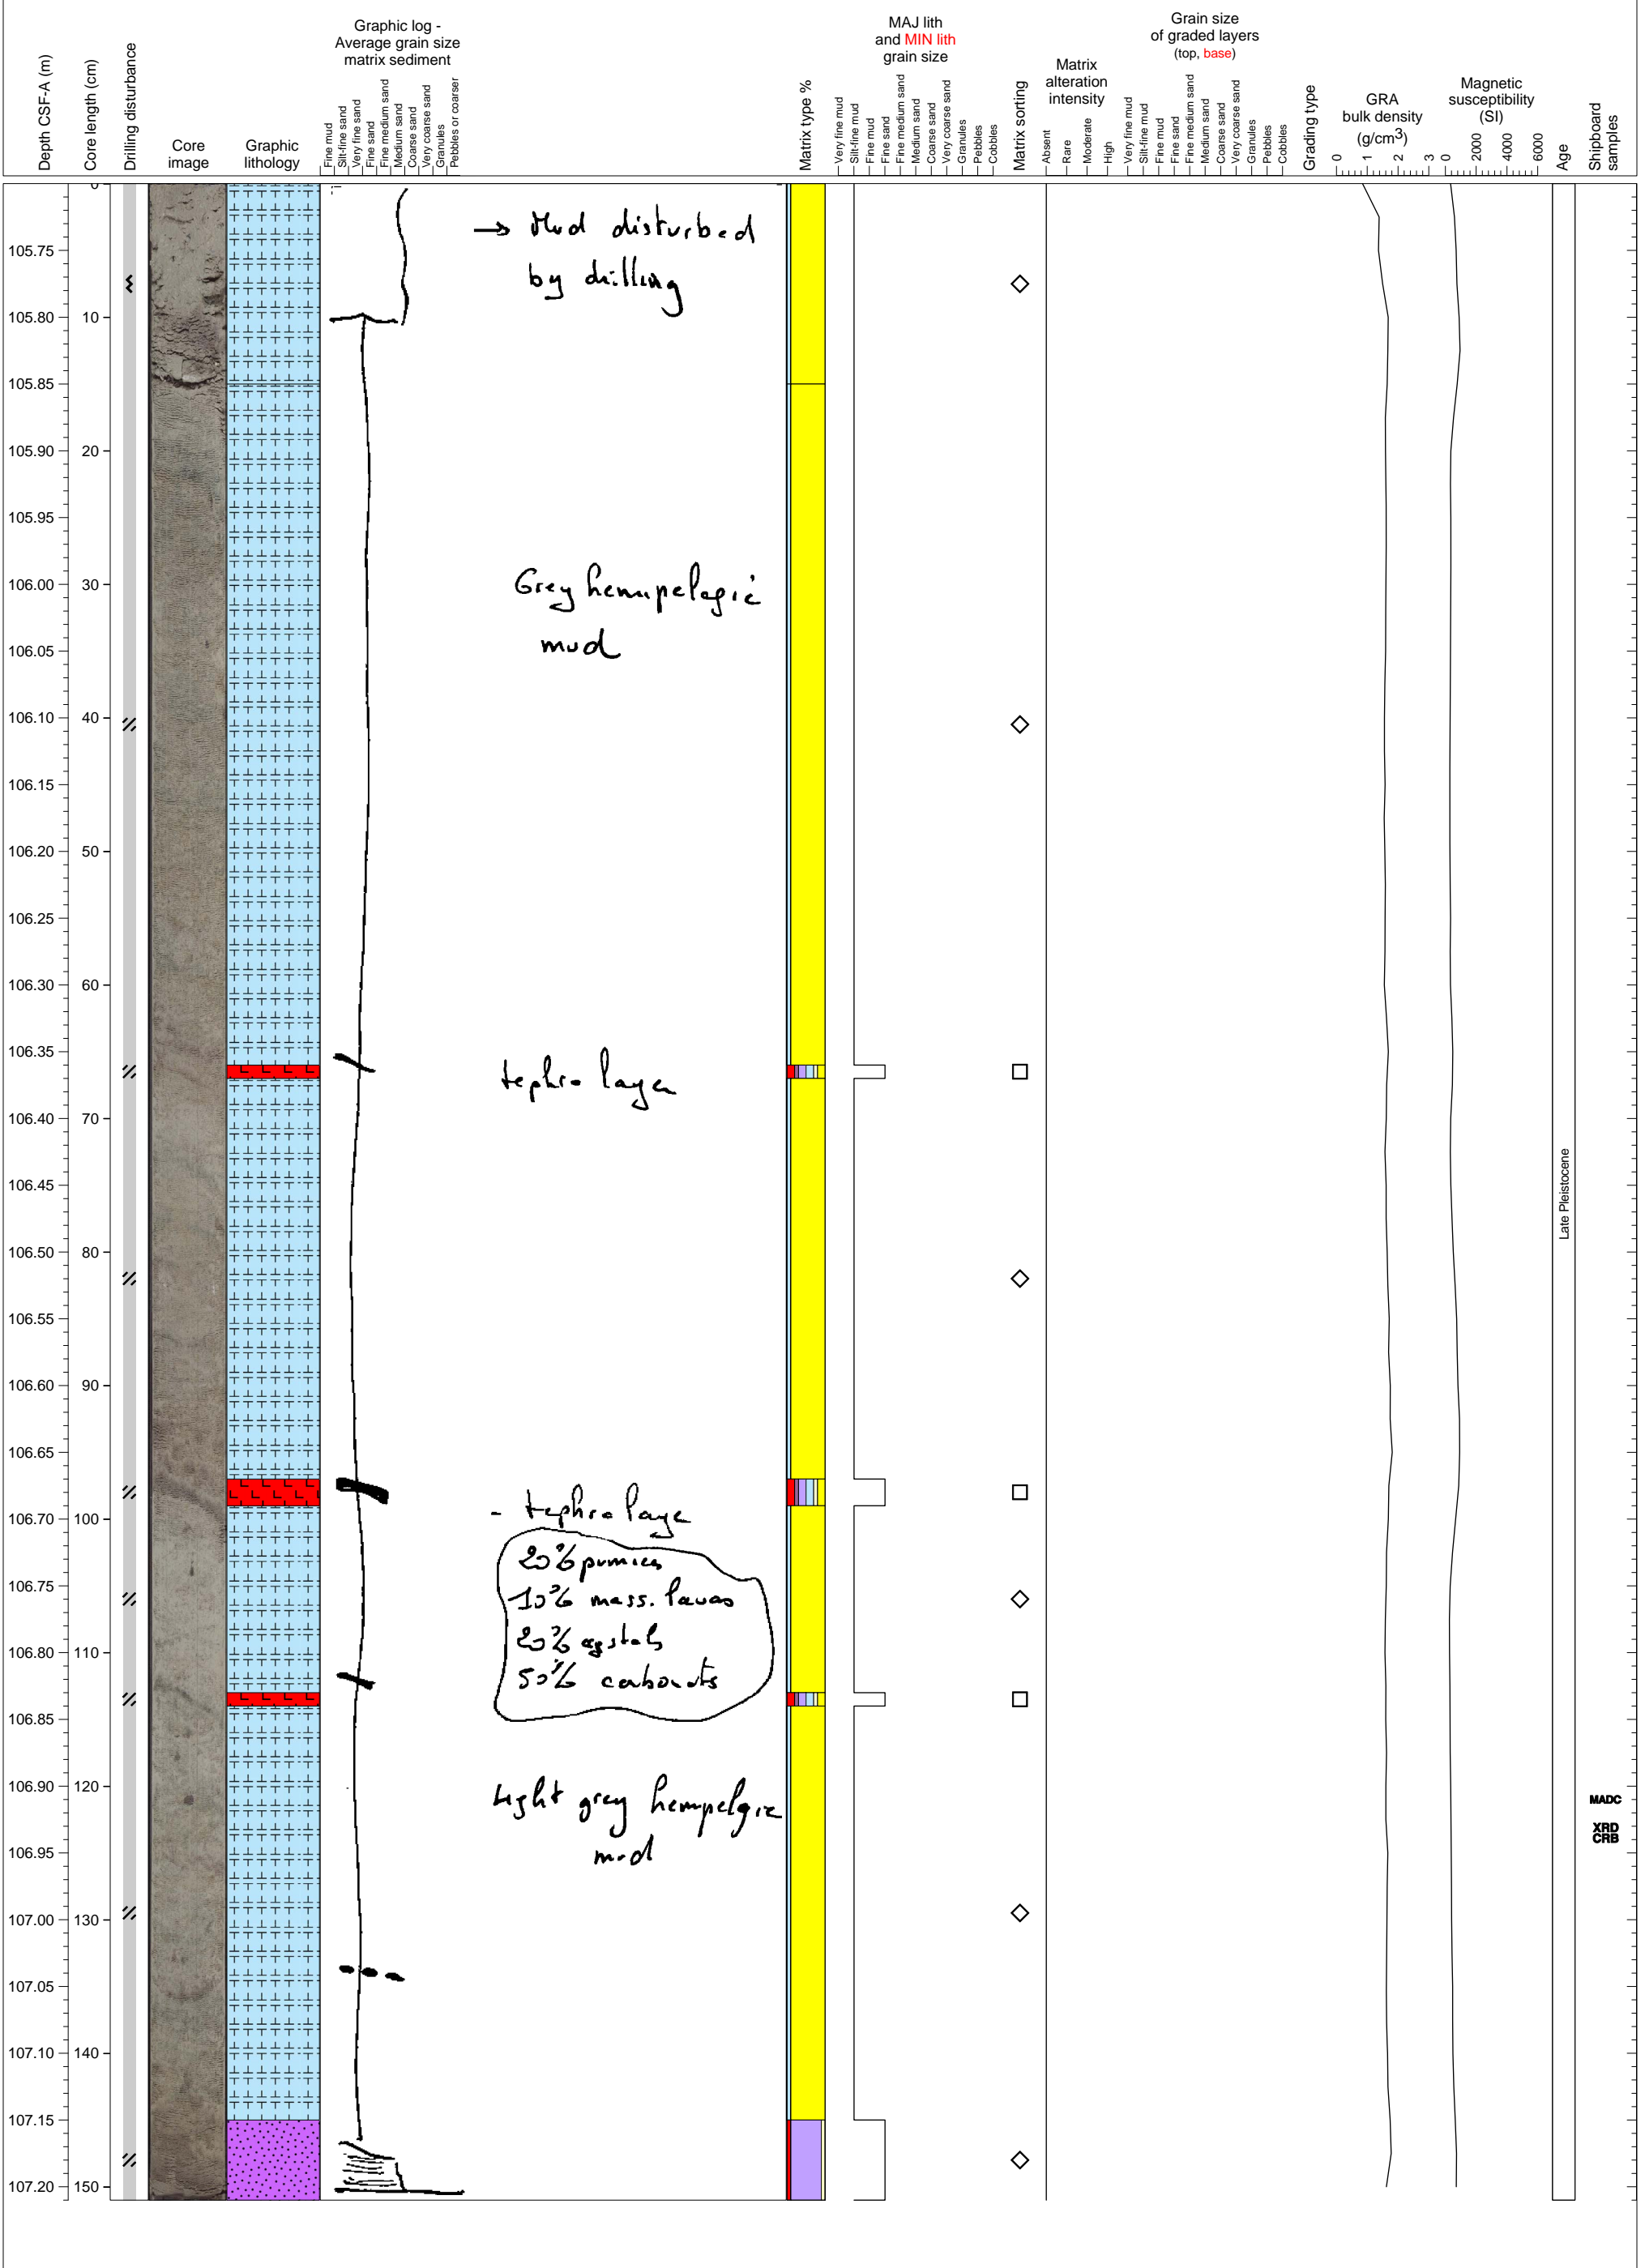 Depth CSF-A (m)
Core length (cm)
Drilling disturbance
Core
image
Graphic
lithology
Graphic log -
Average grain size
matrix sediment
Fine mud
Silt-fine sand
Very fine sand
Fine sand
Fine medium sand
Medium sand
Coarse sand
Very coarse sand
Granules
Pebbles or coarser
Matrix type %
MAJ lith
and MIN lith
grain size
Very fine mud
Silt-fine mud
Fine mud
Fine sand
Fine medium sand
Medium sand
Coarse sand
Very coarse sand
Granules
Pebbles
Cobbles
Matrix sorting
Matrix
alteration
intensity
Absent
Rare
Moderate
High
Grain size
of graded layers
(top, base)
Very fine mud
Silt-fine mud
Fine mud
Fine sand
Fine medium sand
Medium sand
Coarse sand
Very coarse sand
Granules
Pebbles
Cobbles
Grading type
GRA
bulk density
(g/cm3)
0 1 2 3
Magnetic
susceptibility
(SI)
0 2000 4000 6000
Age
Shipboard
samples
0
→ Mud disturbed
105.75
by drilling
105.80 10
105.85
105.90 20
105.95
106.00 30
Grey hemipelagic
mud
106.05
106.10 40
106.15
106.20 50
106.25
106.30 60
106.35
tephra layer
106.40 70
106.45
Late Pleistocene
106.50 80
106.55
106.60 90
106.65
106.70 100
- tephra laye
20% pumices
106.75
10% mass. lavas
20% crystals
106.80 110
50% carbonates
106.85
106.90 120
Light grey hempelgic
mud
MADC
XRD
CRB
106.95
107.00 130
107.05
107.10 140
107.15
107.20 150